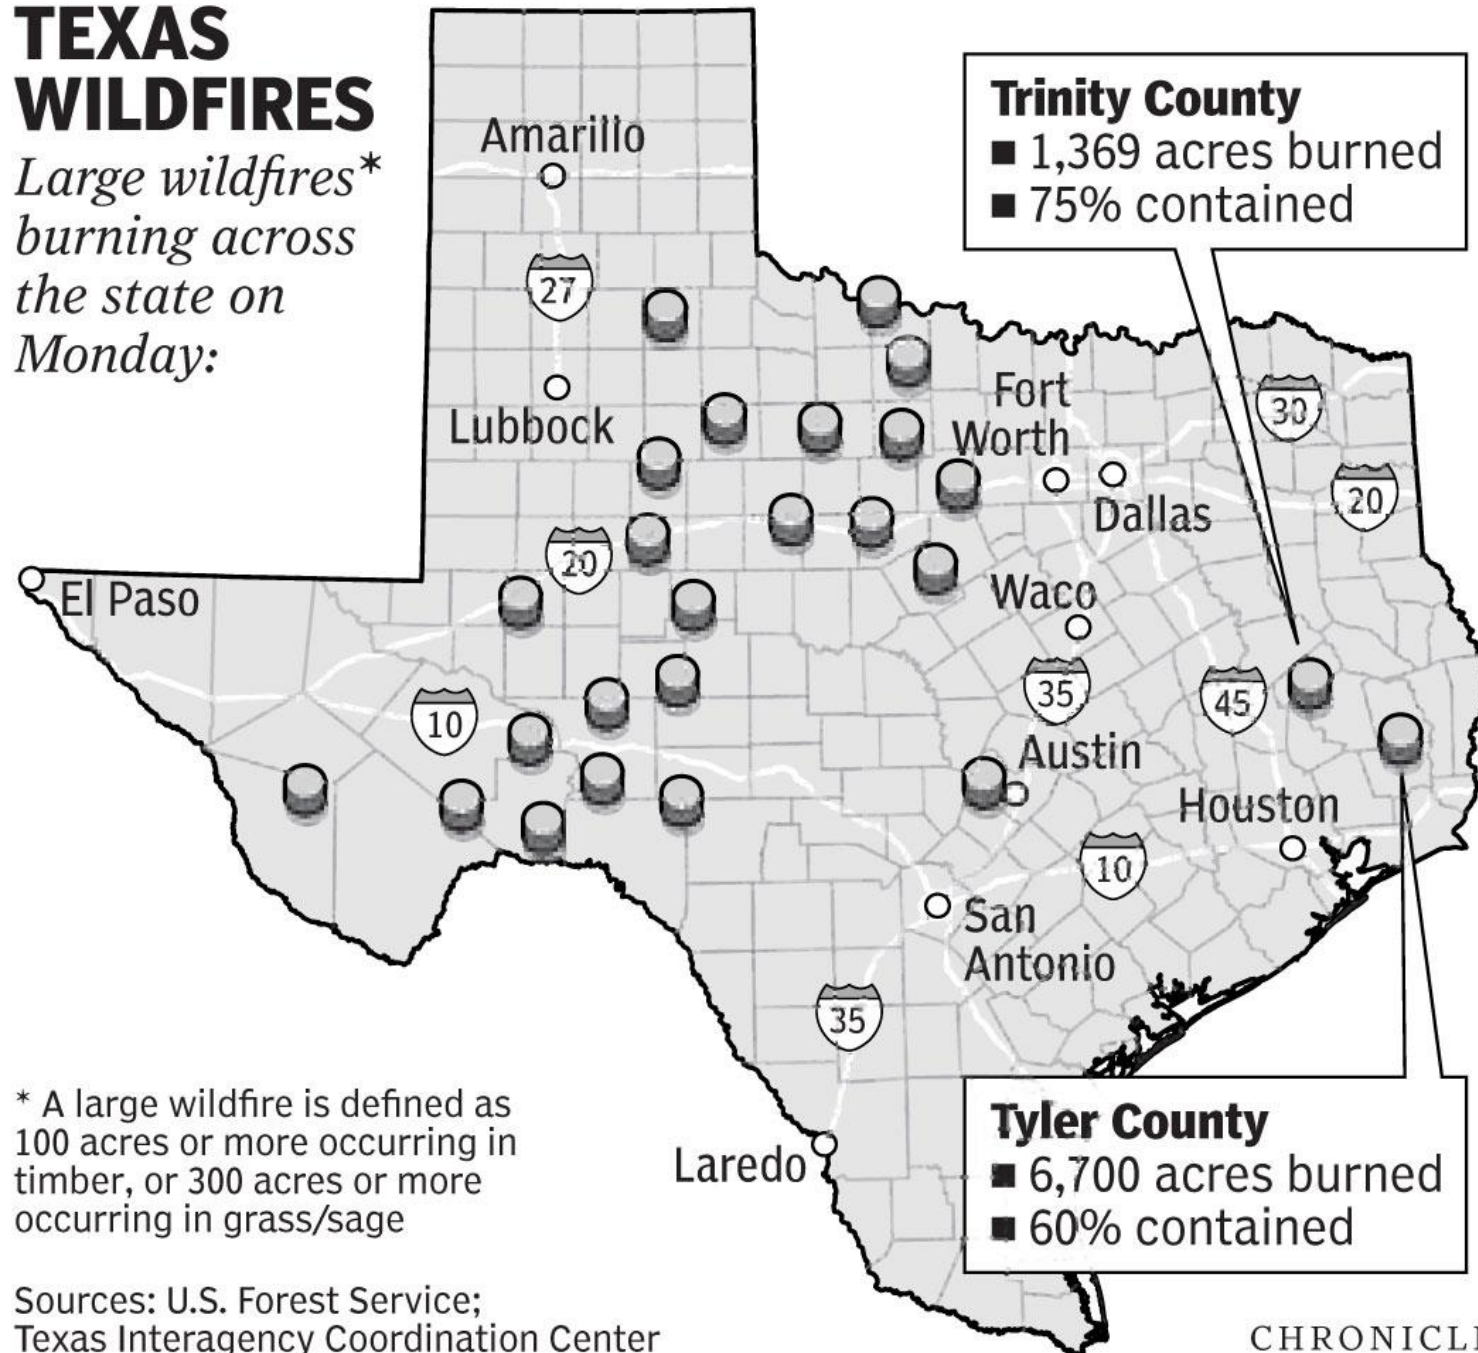 TEXAS
WILDFIRES
Large wildfires*
burning across
the state on
Monday:
Trinity County
■ 1,369 acres burned
■ 75% contained
Amarillo
27
Lubbock
Fort
Worth
Dallas
30
20
20
El Paso
Waco
35
45
10
Austin
Houston
10
San
Antonio
35
Laredo
Tyler County
■ 6,700 acres burned
■ 60% contained
* A large wildfire is defined as
100 acres or more occurring in
timber, or 300 acres or more
occurring in grass/sage
Sources: U.S. Forest Service;
Texas Interagency Coordination Center
CHRONICLE